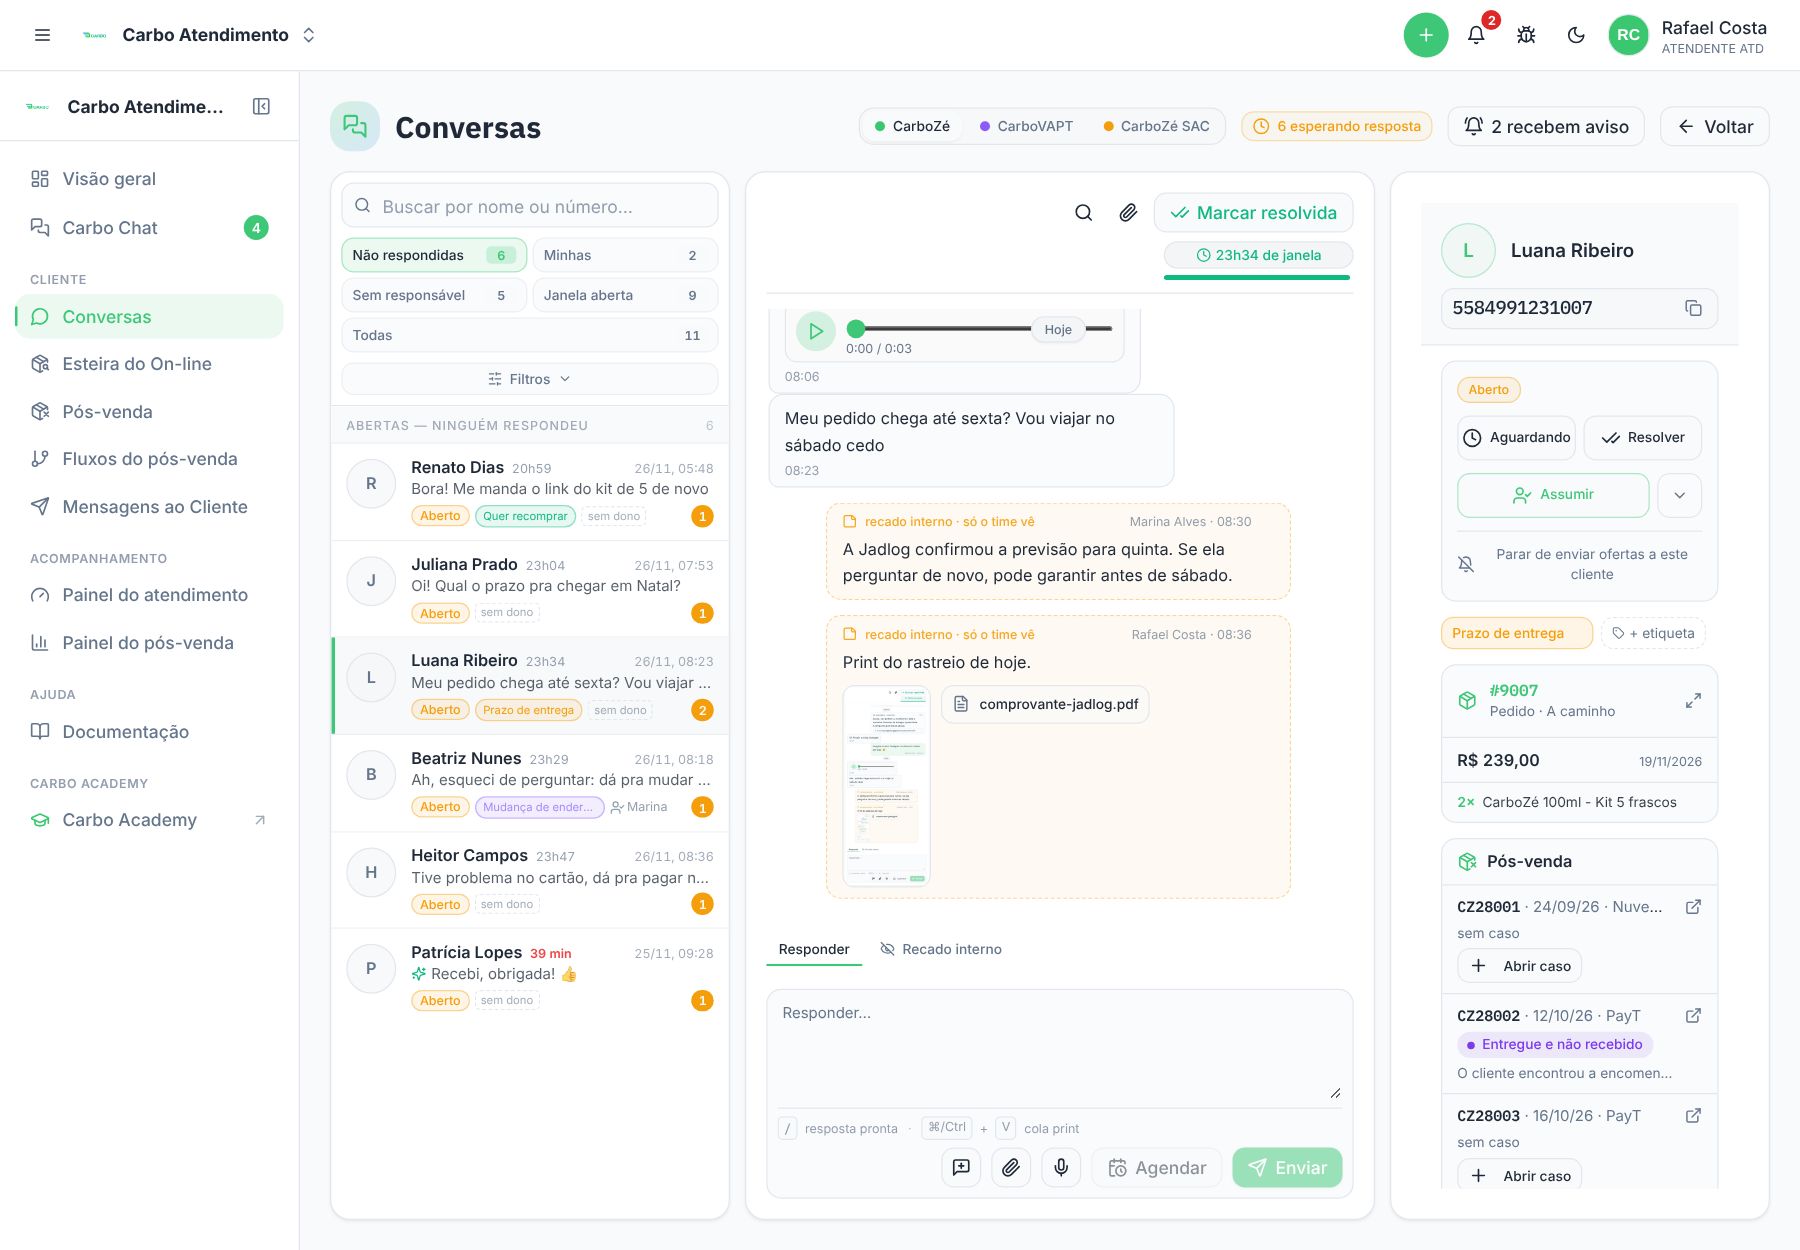 Carbo Atendimento
2
RC
Rafael Costa
ATENDENTE ATD
Carbo Atendime...
Visão geral
Carbo Chat
4
CLIENTE
Conversas
Esteira do On-line
Pós-venda
Fluxos do pós-venda
Mensagens ao Cliente
ACOMPANHAMENTO
Painel do atendimento
Painel do pós-venda
AJUDA
Documentação
CARBO ACADEMY
Carbo Academy
Conversas
CarboZé
CarboVAPT
CarboZé SAC
6 esperando resposta
2 recebem aviso
Voltar
Buscar por nome ou número...
Não respondidas 6
Minhas 2
Sem responsável 5
Janela aberta 9
Todas 11
Filtros
ABERTAS — NINGUÉM RESPONDEU 6
R
Renato Dias 20h59 26/11, 05:48
Bora! Me manda o link do kit de 5 de novo
Aberto Quer recomprar sem dono 1
J
Juliana Prado 23h04 26/11, 07:53
Oi! Qual o prazo pra chegar em Natal?
Aberto sem dono 1
L
Luana Ribeiro 23h34 26/11, 08:23
Meu pedido chega até sexta? Vou viajar ...
Aberto Prazo de entrega sem dono 2
B
Beatriz Nunes 23h29 26/11, 08:18
Ah, esqueci de perguntar: dá pra mudar ...
Aberto Mudança de ender... Marina 1
H
Heitor Campos 23h47 26/11, 08:36
Tive problema no cartão, dá pra pagar n...
Aberto sem dono 1
P
Patrícia Lopes 39 min 25/11, 09:28
Recebi, obrigada! 👍
Aberto sem dono 1
Marcar resolvida
23h34 de janela
Hoje
0:00 / 0:03
08:06
Meu pedido chega até sexta? Vou viajar no
sábado cedo
08:23
recado interno · só o time vê Marina Alves · 08:30
A Jadlog confirmou a previsão para quinta. Se ela
perguntar de novo, pode garantir antes de sábado.
recado interno · só o time vê Rafael Costa · 08:36
Print do rastreio de hoje.
comprovante-jadlog.pdf
Responder
Recado interno
Responder...
/ resposta pronta · ⌘/Ctrl + V cola print
Agendar
Enviar
L
Luana Ribeiro
5584991231007
Aberto
Aguardando
Resolver
Assumir
Parar de enviar ofertas a este
cliente
Prazo de entrega
+ etiqueta
#9007
Pedido · A caminho
R$ 239,00 19/11/2026
2× CarboZé 100ml - Kit 5 frascos
Pós-venda
CZ28001 · 24/09/26 · Nuve...
sem caso
Abrir caso
CZ28002 · 12/10/26 · PayT
Entregue e não recebido
O cliente encontrou a encomen...
CZ28003 · 16/10/26 · PayT
sem caso
Abrir caso